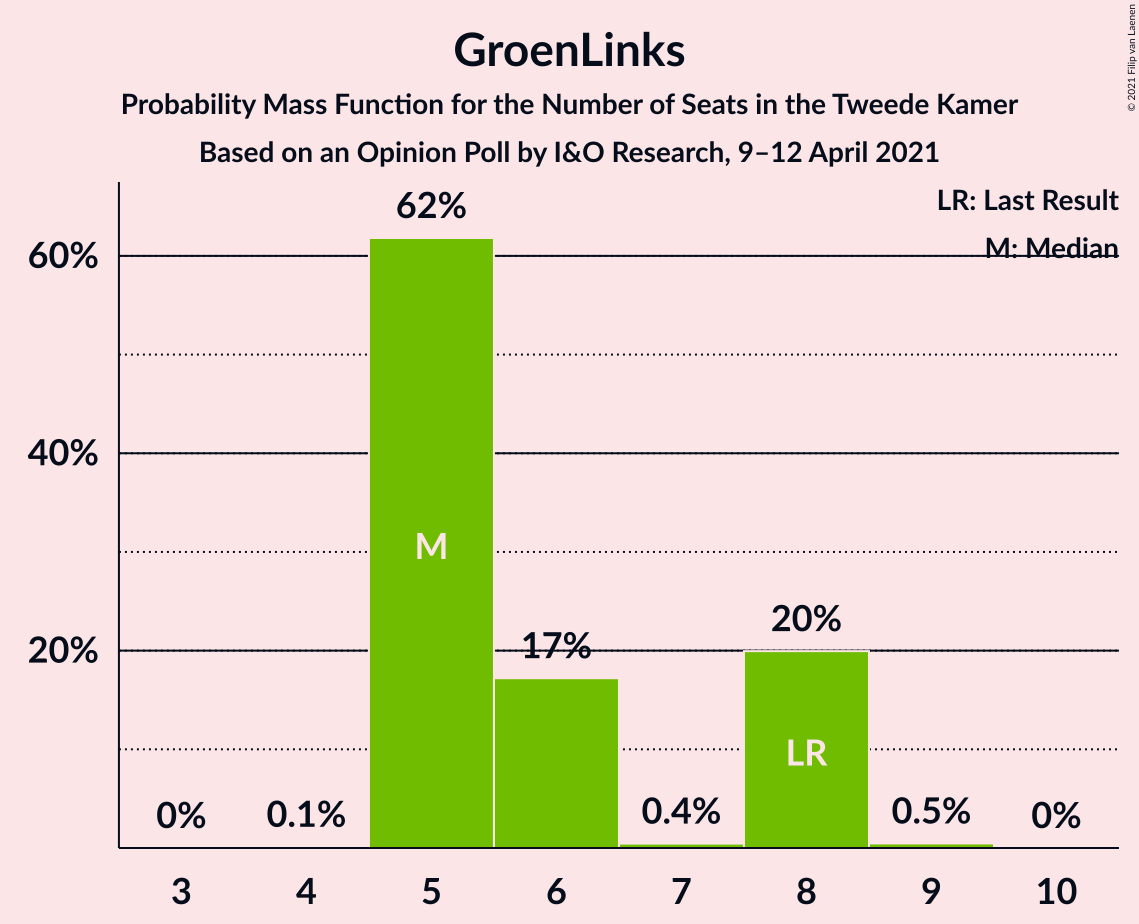 GroenLinks
Probability Mass Function for the Number of Seats in the Tweede Kamer
Based on an Opinion Poll by I&O Research, 9–12 April 2021
© 2021 Filip van Laenen
LR: Last Result
M: Median
62%
60%
40%
M
20%
17%
20%
LR
0%
0.1%
0.4%
0.5%
0%
3 4 5 6 7 8 9 10